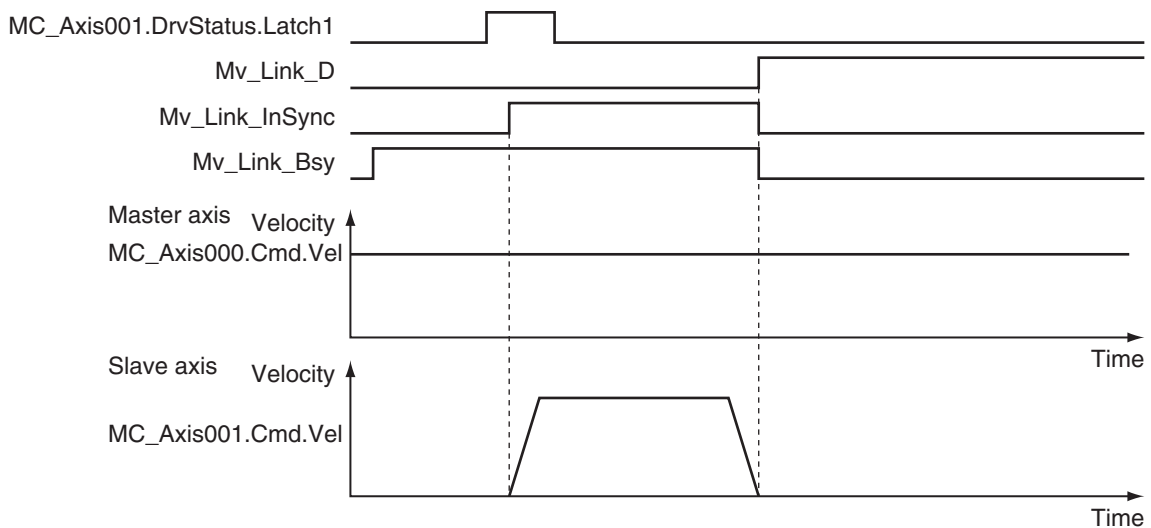 MC_Axis001.DrvStatus.Latch1
Mv_Link_D
Mv_Link_InSync
Mv_Link_Bsy
Master axis Velocity
MC_Axis000.Cmd.Vel
Time
Slave axis Velocity
MC_Axis001.Cmd.Vel
Time